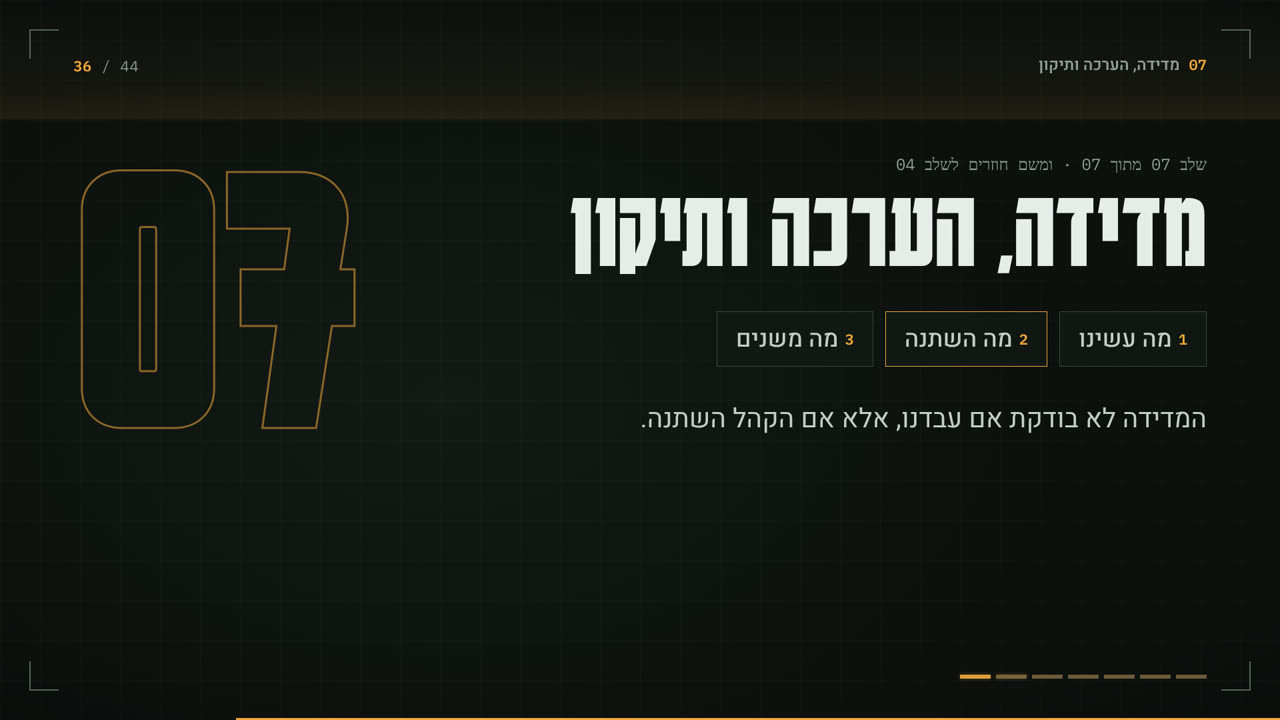 07 מדידה, הערכה ותיקון
36 / 44
שלב 07 מתוך 07 · ומשם חוזרים לשלב 04
מדידה, הערכה ותיקון
07
1 מה עשינו
2 מה השתנה
3 מה משנים
המדידה לא בודקת אם עבדנו, אלא אם הקהל השתנה.